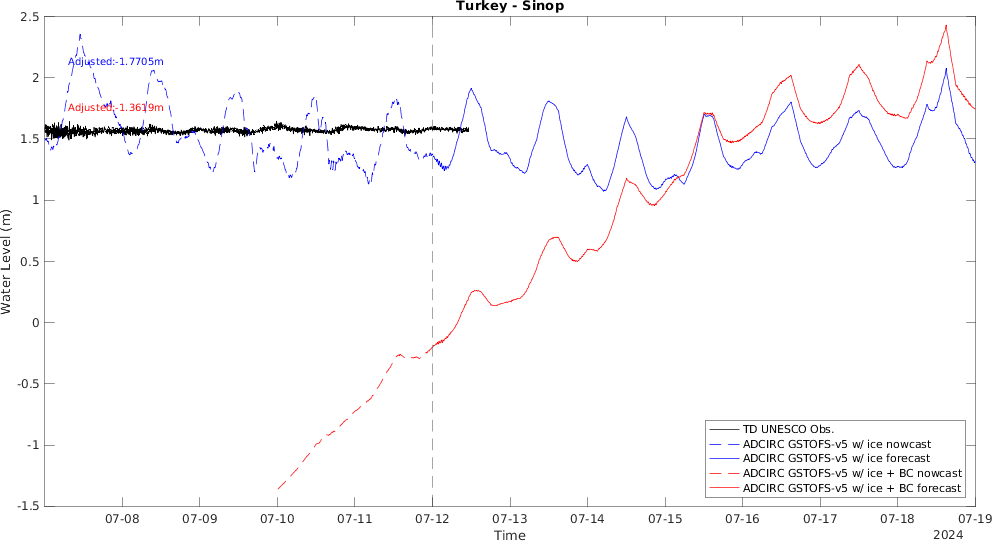 Turkey - Sinop
2.5
2
1.5
1
0.5
0
-0.5
-1
-1.5
Water Level (m)
Adjusted:-1.7705m
Adjusted:-1.3619m
TD UNESCO Obs.
ADCIRC GSTOFS-v5 w/ ice nowcast
ADCIRC GSTOFS-v5 w/ ice forecast
ADCIRC GSTOFS-v5 w/ ice + BC nowcast
ADCIRC GSTOFS-v5 w/ ice + BC forecast
07-08 07-09 07-10 07-11 07-12 07-13 07-14 07-15 07-16 07-17 07-18 07-19
Time
2024